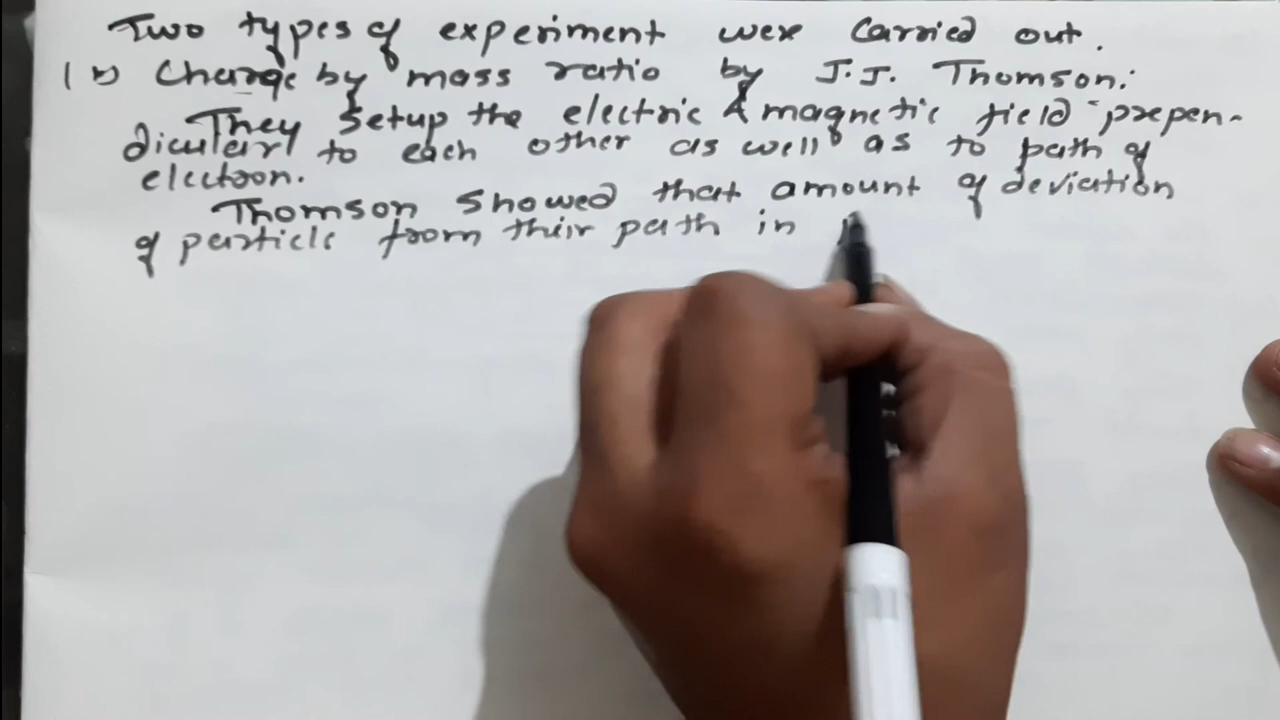 Two types of experiment were carried out.
1) Charge by mass ratio by J.J. Thomson:
They setup the electric & magnetic field prepen-
dicular to each other as well as to path of
electron.
Thomson showed that amount of deviation
of particle from their path in